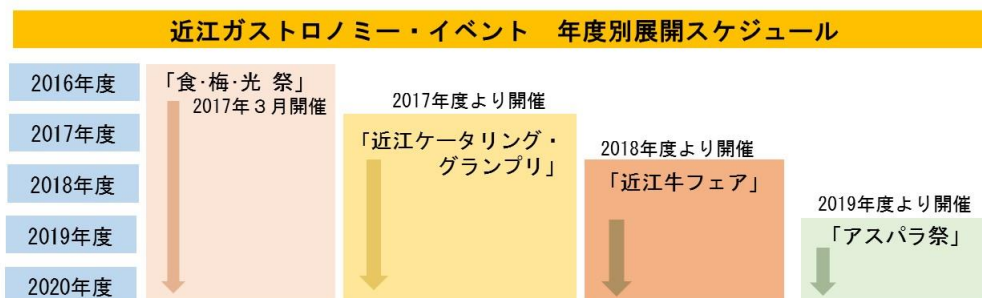 近江ガストロノミー・イベント　年度別展開スケジュール
2016年度
2017年度
2018年度
2019年度
2020年度
「食・梅・光 祭」
2017年３月開催
2017年度より開催
「近江ケータリング・
グランプリ」
2018年度より開催
「近江牛フェア」
2019年度より開催
「アスパラ祭」